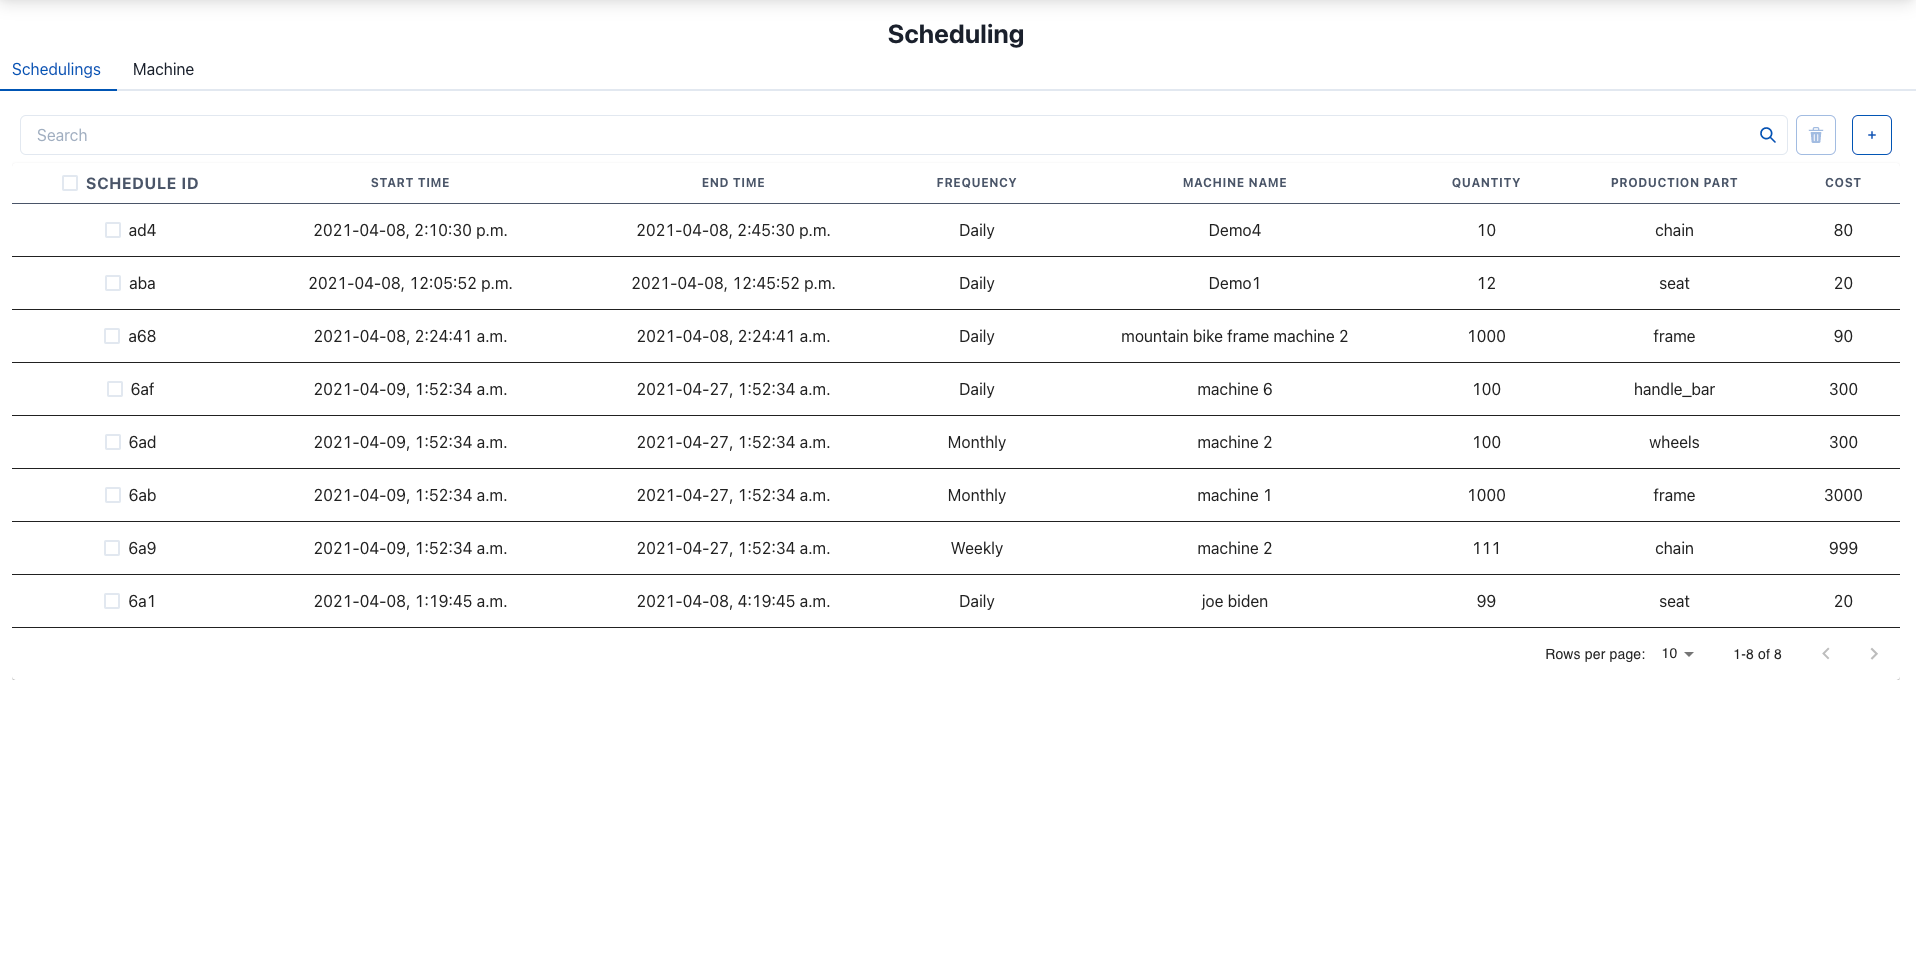 Scheduling
Schedulings Machine
Search +
SCHEDULE ID START TIME END TIME FREQUENCY MACHINE NAME QUANTITY PRODUCTION PART COST
ad4 2021-04-08, 2:10:30 p.m. 2021-04-08, 2:45:30 p.m. Daily Demo4 10 chain 80
aba 2021-04-08, 12:05:52 p.m. 2021-04-08, 12:45:52 p.m. Daily Demo1 12 seat 20
a68 2021-04-08, 2:24:41 a.m. 2021-04-08, 2:24:41 a.m. Daily mountain bike frame machine 2 1000 frame 90
6af 2021-04-09, 1:52:34 a.m. 2021-04-27, 1:52:34 a.m. Daily machine 6 100 handle_bar 300
6ad 2021-04-09, 1:52:34 a.m. 2021-04-27, 1:52:34 a.m. Monthly machine 2 100 wheels 300
6ab 2021-04-09, 1:52:34 a.m. 2021-04-27, 1:52:34 a.m. Monthly machine 1 1000 frame 3000
6a9 2021-04-09, 1:52:34 a.m. 2021-04-27, 1:52:34 a.m. Weekly machine 2 111 chain 999
6a1 2021-04-08, 1:19:45 a.m. 2021-04-08, 4:19:45 a.m. Daily joe biden 99 seat 20
Rows per page: 10 1-8 of 8